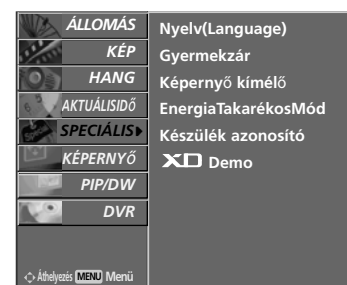 ÁLLOMÁS
KÉP
HANG
AKTUÁLISIDő
SPECIÁLIS
KÉPERNYŐ
PIP/DW
DVR
Áthelyezés MENU Menü
Nyelv(Language)
Gyermekzár
Képernyő kímélő
EnergiaTakarékosMód
Készülék azonosító
XD Demo